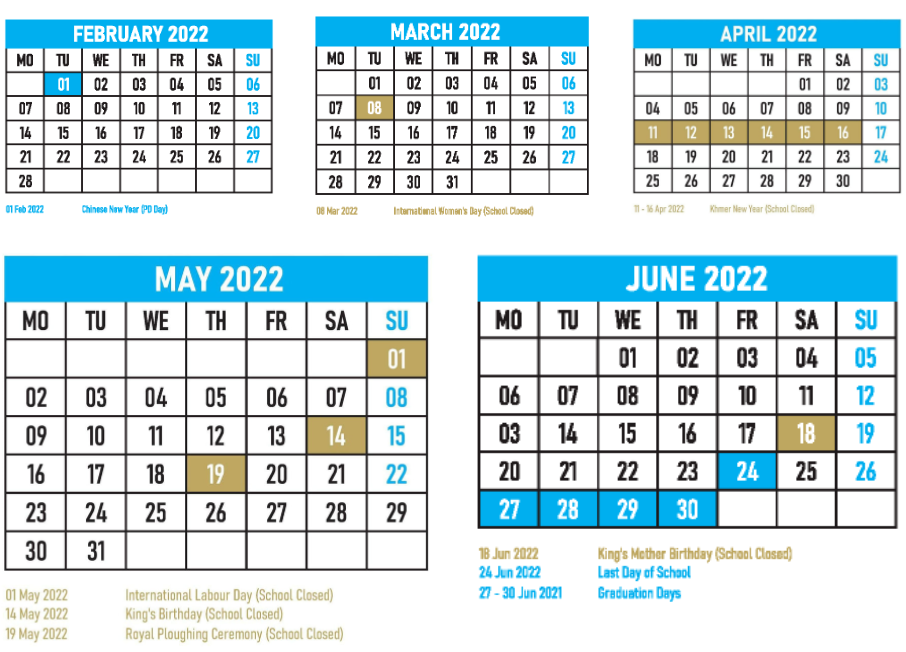 FEBRUARY 2022
MO TU WE TH FR SA SU
01 02 03 04 05 06
07 08 09 10 11 12 13
14 15 16 17 18 19 20
21 22 23 24 25 26 27
28
01 Feb 2022 Chinese New Year (PD Day)
MARCH 2022
MO TU WE TH FR SA SU
01 02 03 04 05 06
07 08 09 10 11 12 13
14 15 16 17 18 19 20
21 22 23 24 25 26 27
28 29 30 31
08 Mar 2022 International Women's Day (School Closed)
APRIL 2022
MO TU WE TH FR SA SU
01 02 03
04 05 06 07 08 09 10
11 12 13 14 15 16 17
18 19 20 21 22 23 24
25 26 27 28 29 30
11 - 16 Apr 2022 Khmer New Year (School Closed)
MAY 2022
MO TU WE TH FR SA SU
01
02 03 04 05 06 07 08
09 10 11 12 13 14 15
16 17 18 19 20 21 22
23 24 25 26 27 28 29
30 31
01 May 2022 International Labour Day (School Closed)
14 May 2022 King's Birthday (School Closed)
19 May 2022 Royal Ploughing Ceremony (School Closed)
JUNE 2022
MO TU WE TH FR SA SU
01 02 03 04 05
06 07 08 09 10 11 12
03 14 15 16 17 18 19
20 21 22 23 24 25 26
27 28 29 30
18 Jun 2022 King's Mother Birthday (School Closed)
24 Jun 2022 Last Day of School
27 - 30 Jun 2021 Graduation Days